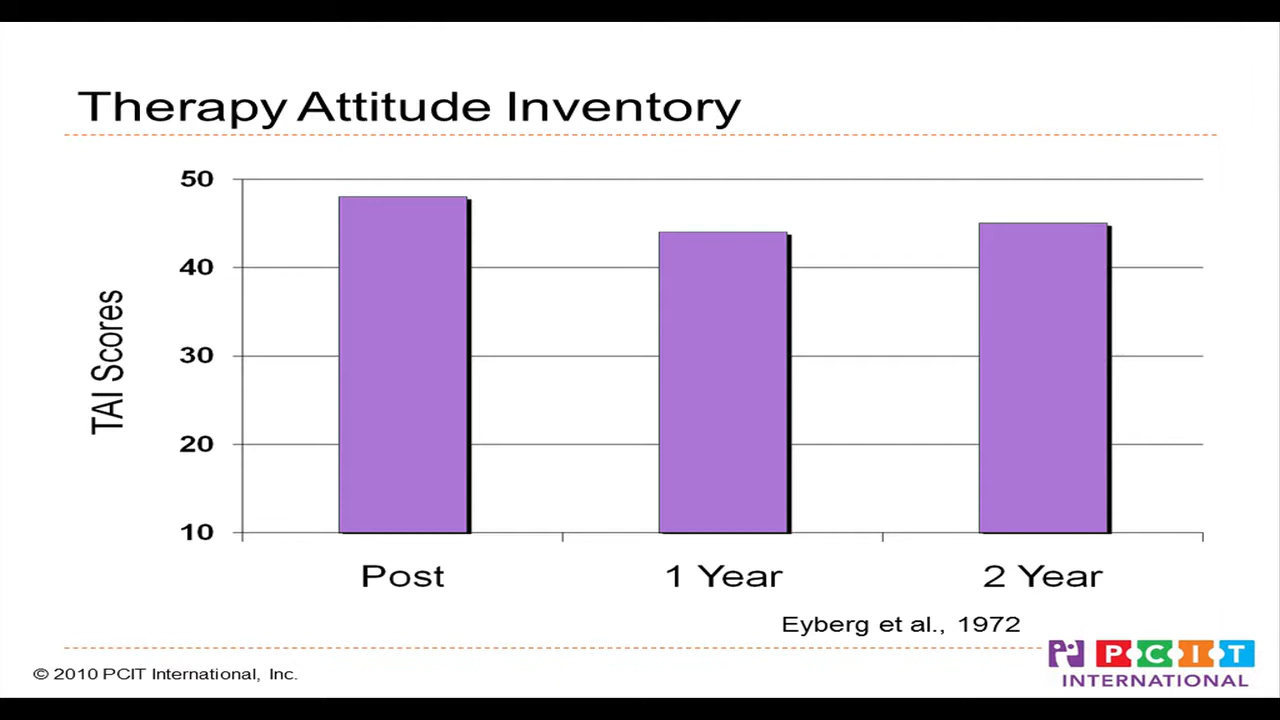 Therapy Attitude Inventory
50
40
30
20
10
TAI Scores
Post
1 Year
2 Year
Eyberg et al., 1972
© 2010 PCIT International, Inc.
PCIT
INTERNATIONAL